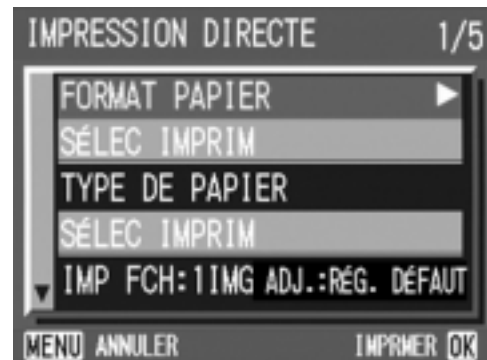 IMPRESSION DIRECTE 1/5
FORMAT PAPIER
SÉLEC IMPRIM
TYPE DE PAPIER
SÉLEC IMPRIM
IMP FCH:1IMG ADJ.:RÉG. DÉFAUT
MENU ANNULER IMPRMER OK